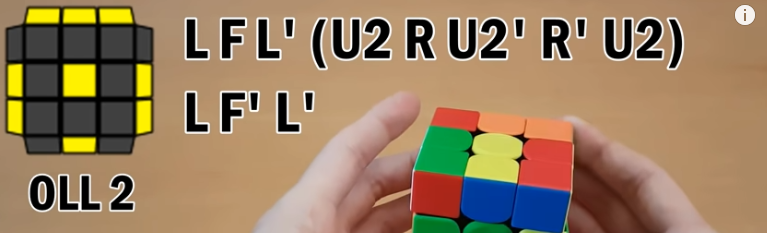 L F L' (U2 R U2' R' U2)
L F' L'
OLL 2